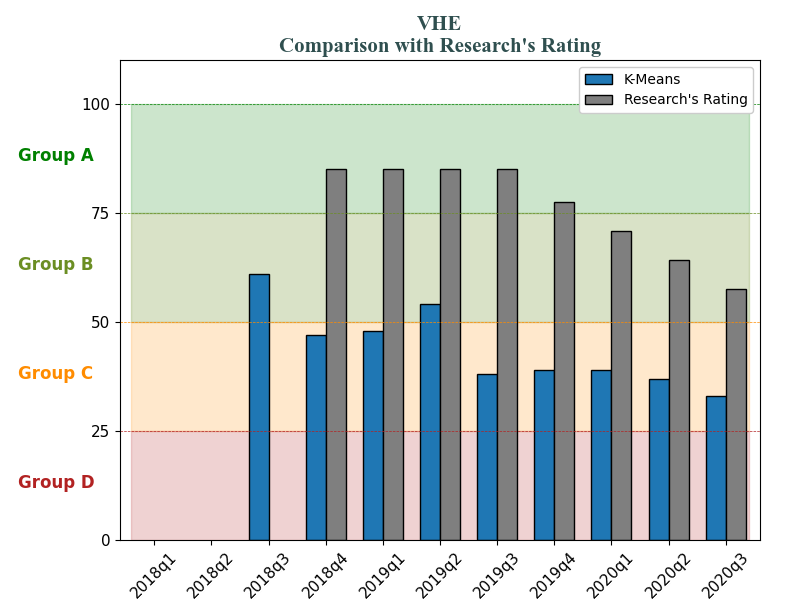 VHE
Comparison with Research's Rating
K-Means
Research's Rating
100
Group A
75
Group B
50
Group C
25
Group D
0
2018q1 2018q2 2018q3 2018q4 2019q1 2019q2 2019q3 2019q4 2020q1 2020q2 2020q3